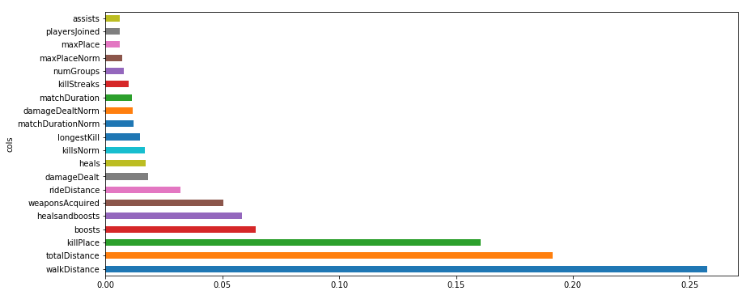 assists
playersJoined
maxPlace
maxPlaceNorm
numGroups
killStreaks
matchDuration
damageDealtNorm
matchDurationNorm
longestKill
killsNorm
heals
damageDealt
rideDistance
weaponsAcquired
healsandboosts
boosts
killPlace
totalDistance
walkDistance
cols
0.00 0.05 0.10 0.15 0.20 0.25